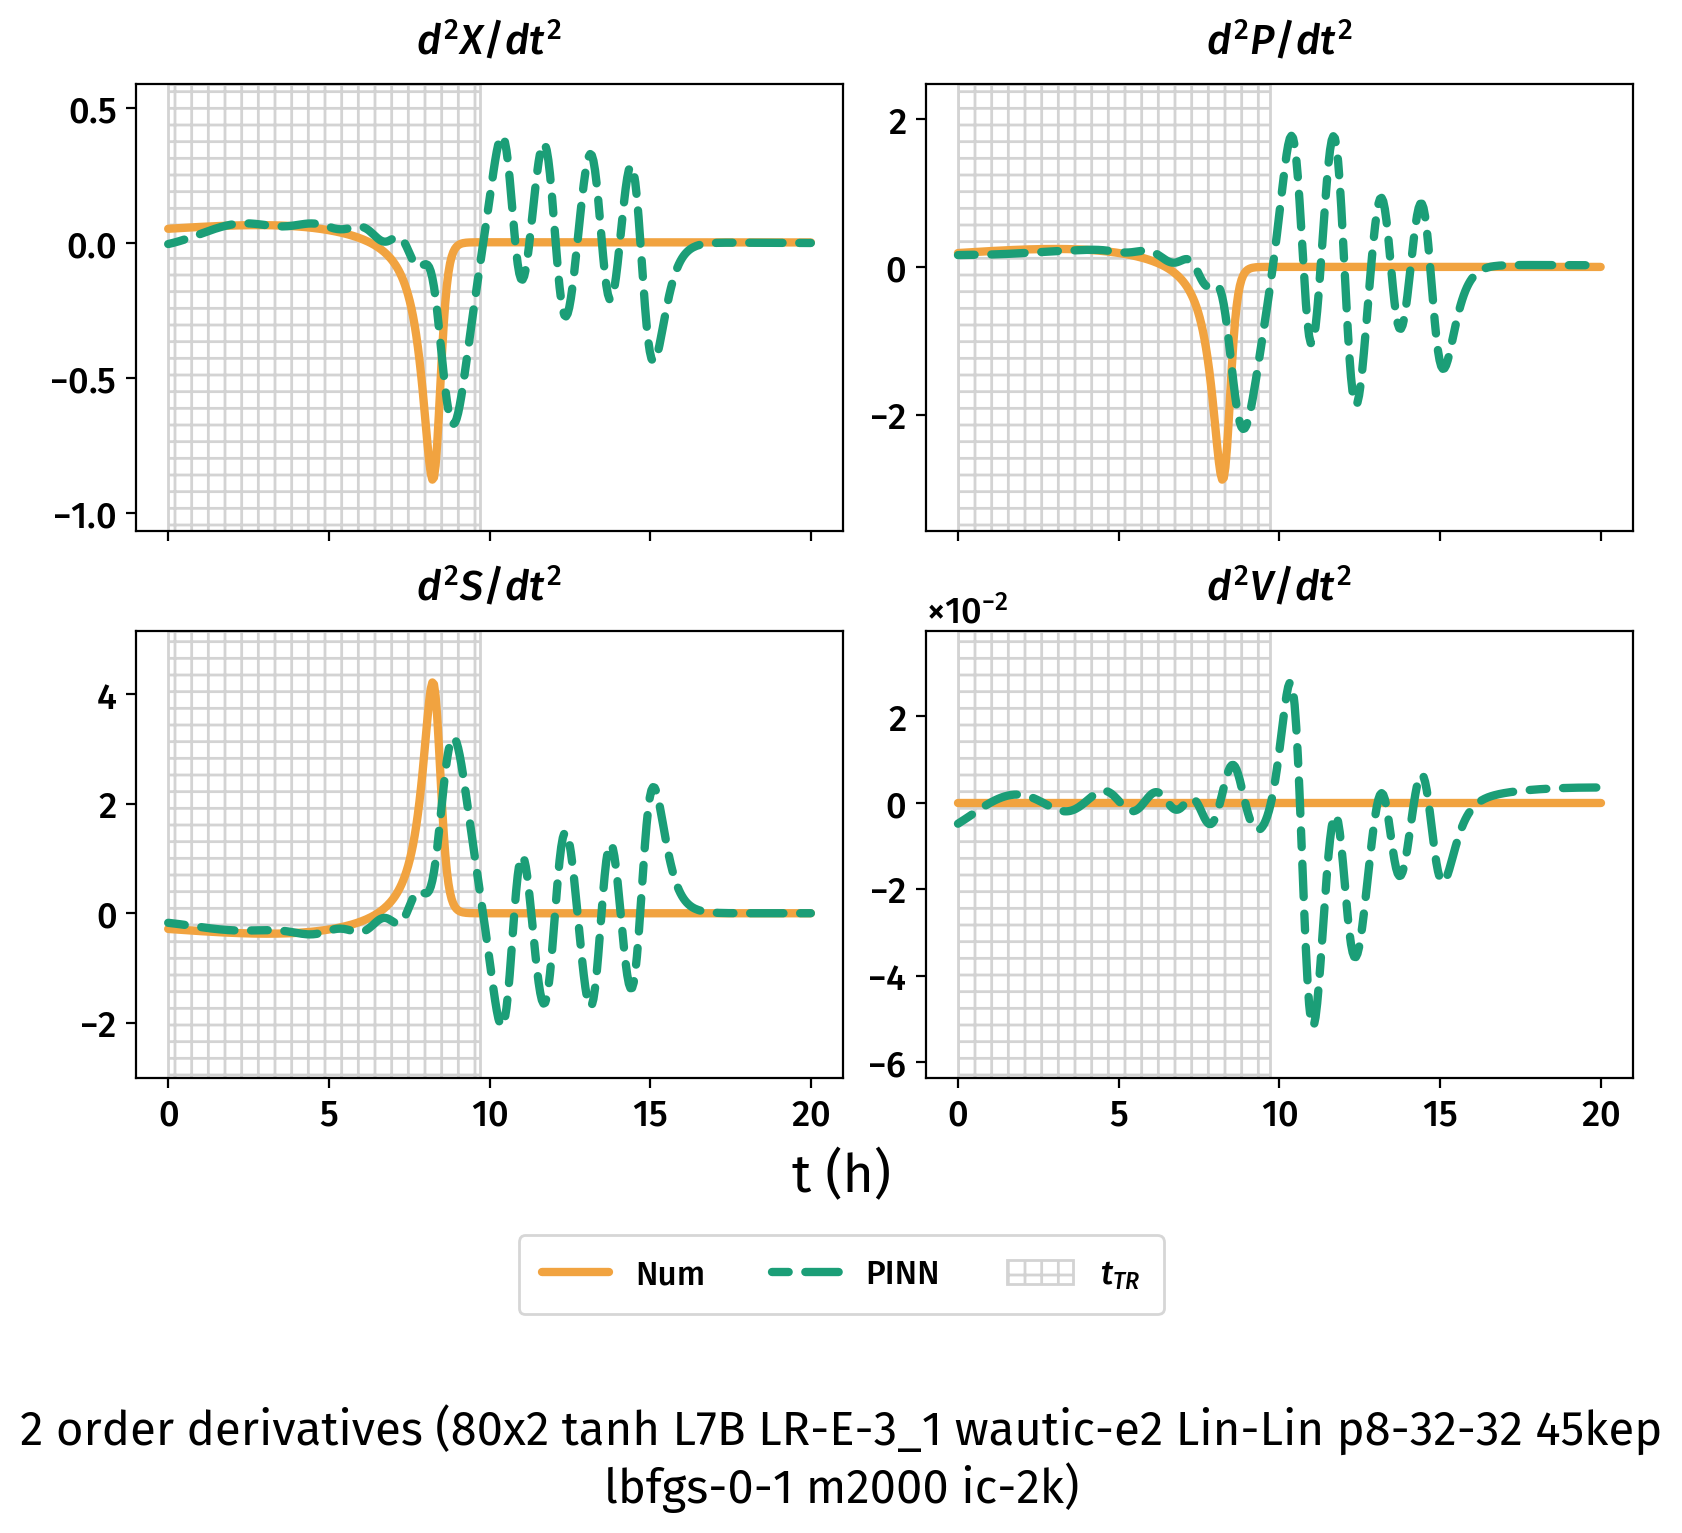 d²X/dt²
d²P/dt²
0.5
0.0
−0.5
−1.0
2
0
−2
d²S/dt²
d²V/dt²
×10⁻²
4
2
0
−2
2
0
−2
−4
−6
0 5 10 15 20
0 5 10 15 20
t (h)
Num PINN t_TR
2 order derivatives (80x2 tanh L7B LR-E-3_1 wautic-e2 Lin-Lin p8-32-32 45kep
lbfgs-0-1 m2000 ic-2k)